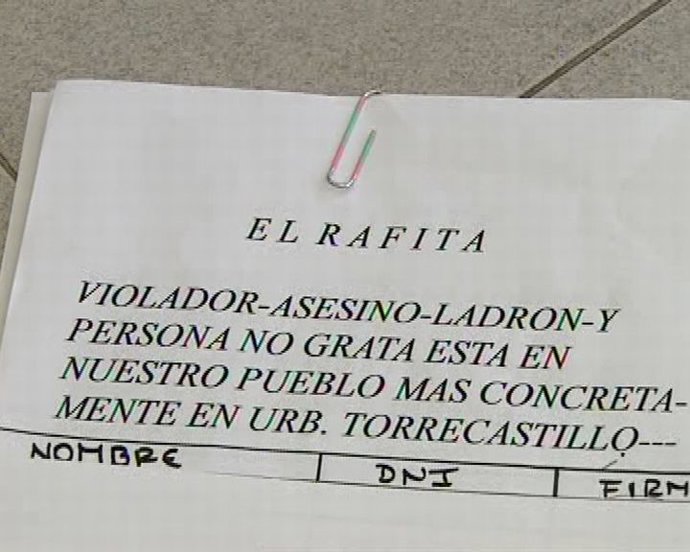 EL RAFITA
VIOLADOR-ASESINO-LADRON-Y
PERSONA NO GRATA ESTA EN
NUESTRO PUEBLO MAS CONCRETA-
MENTE EN URB. TORRECASTILLO---
NOMBRE DNI FIRM